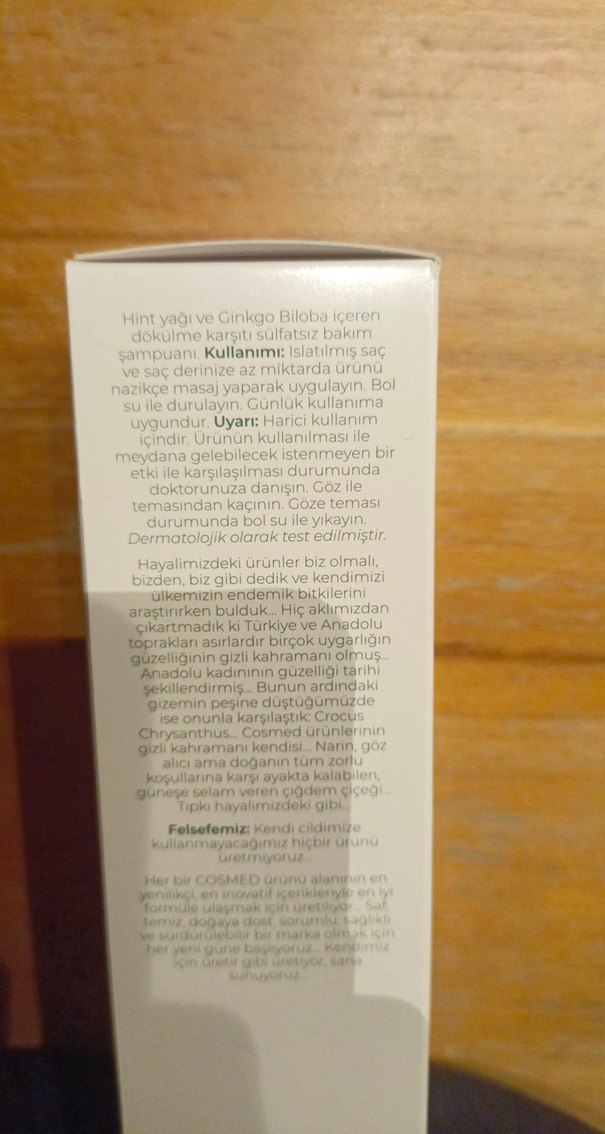 Hint yağı ve Ginkgo Biloba içeren
dökülme karşıtı sülfatsız bakım
şampuanı. Kullanımı: Islatılmış saç
ve saç derinize az miktarda ürünü
nazikçe masaj yaparak uygulayın. Bol
su ile durulayın. Günlük kullanıma
uygundur. Uyarı: Harici kullanım
içindir. Ürünün kullanılması ile
meydana gelebilecek istenmeyen bir
etki ile karşılaşılması durumunda
doktorunuza danışın. Göz ile
temasından kaçının. Göze teması
durumunda bol su ile yıkayın.
Dermatolojik olarak test edilmiştir.
Hayalimizdeki ürünler biz olmalı,
bizden, biz gibi dedik ve kendimizi
ülkemizin endemik bitkilerini
araştırırken bulduk... Hiç aklımızdan
çıkartmadık ki Türkiye ve Anadolu
toprakları asırlardır birçok uygarlığın
güzelliğinin gizli kahramanı olmuş...
Anadolu kadınının güzelliği tarihi
şekillendirmiş... Bunun ardındaki
gizemin peşine düştüğümüzde
ise onunla karşılaştık: Crocus
Chrysanthus... Cosmed ürünlerinin
gizli kahramanı kendisi... Narin, göz
alıcı ama doğanın tüm zorlu
koşullarına karşı ayakta kalabilen,
güneşe selam veren çiğdem çiçeği...
Tıpkı hayalimizdeki gibi...
Felsefemiz: Kendi cildimize
kullanmayacağımız hiçbir ürünü
üretmiyoruz...
Her bir COSMED ürünü alanının en
yenilikçi, en inovatif içerikleriyle en iyi
formüle ulaşmak için üretiliyor... Saf,
temiz, doğaya dost, sorumlu, sağlıklı
ve sürdürülebilir bir marka olmak için
her yeni güne başlıyoruz... Kendimiz
için üretir gibi üretiyor, sana
sunuyoruz...